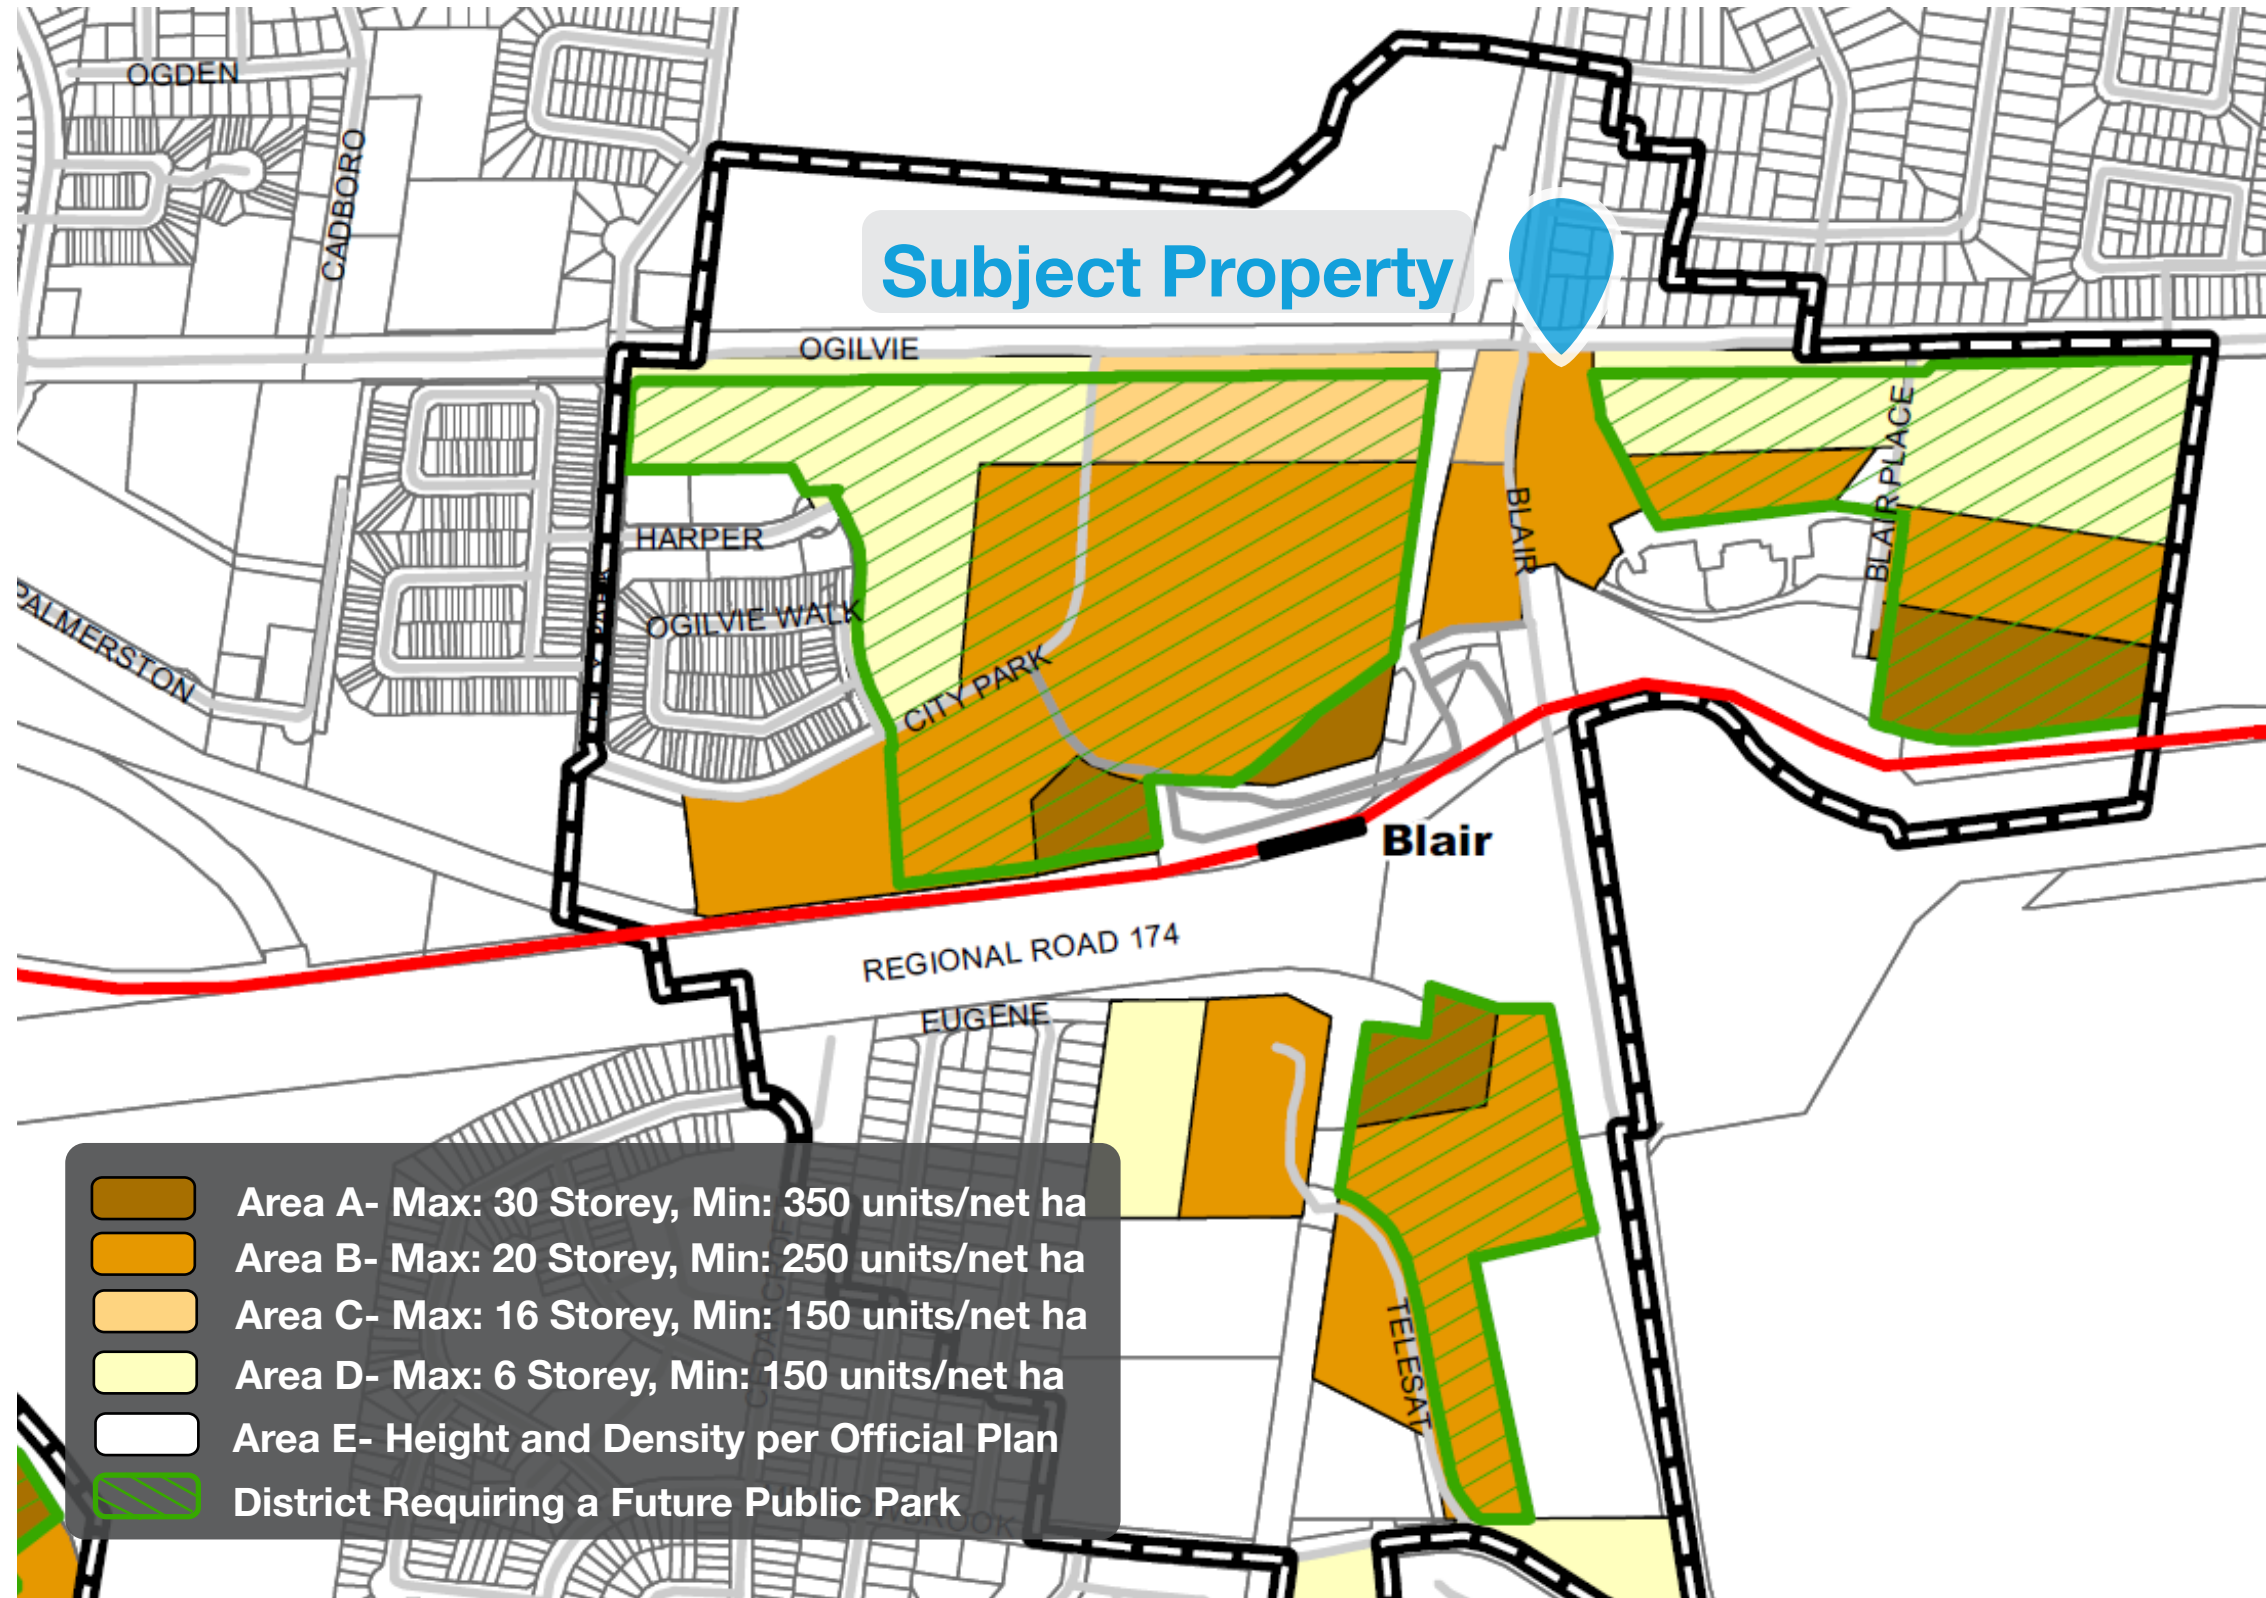 OGDEN
CADBORO
Subject Property
OGILVIE
BLAIR PLACE
BLAIR
HARPER
OGILVIE WALK
PALMERSTON
CITY PARK
Blair
REGIONAL ROAD 174
EUGENE
TELESAT
Area A- Max: 30 Storey, Min: 350 units/net ha
Area B- Max: 20 Storey, Min: 250 units/net ha
Area C- Max: 16 Storey, Min: 150 units/net ha
Area D- Max: 6 Storey, Min: 150 units/net ha
Area E- Height and Density per Official Plan
District Requiring a Future Public Park